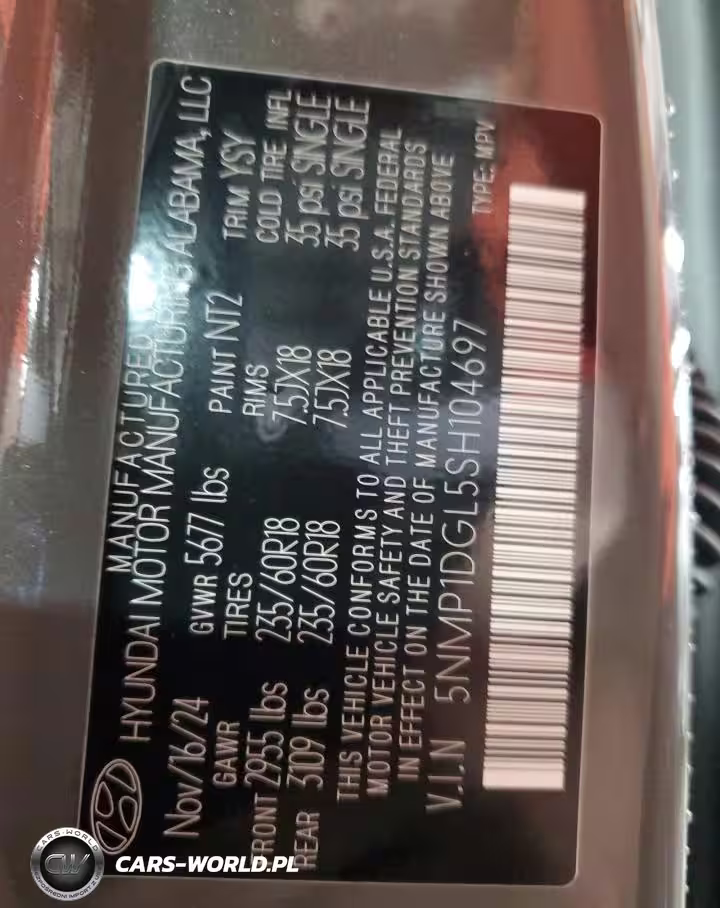 MANUFACTURED
HYUNDAI MOTOR MANUFACTURING ALABAMA, LLC
Nov/16/24 GVWR 5677 lbs PAINT NT2 TRIM YSY
GAWR TIRES RIMS COLD TIRE INFL
FRONT 2955 lbs 235/60R18 7.5JX18 35 psi SINGLE
REAR 3109 lbs 235/60R18 7.5JX18 35 psi SINGLE
THIS VEHICLE CONFORMS TO ALL APPLICABLE U.S.A. FEDERAL
MOTOR VEHICLE SAFETY AND THEFT PREVENTION STANDARDS
IN EFFECT ON THE DATE OF MANUFACTURE SHOWN ABOVE
V.I.N 5NMP1DGL5SH104697 TYPE: MPV
CARS-WORLD
CW
CARS-WORLD.PL